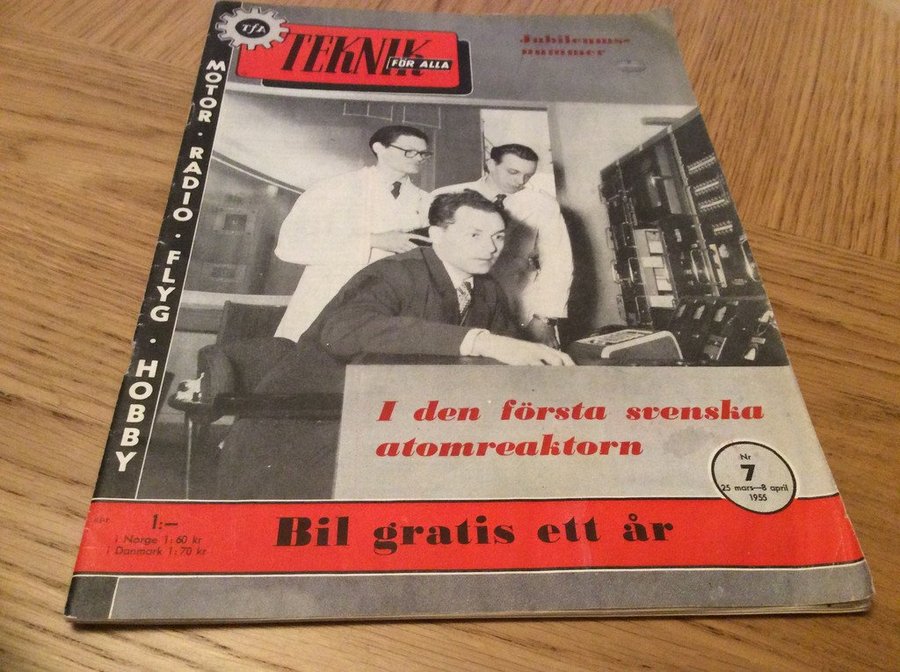 TfA
TEKNIK
FÖR ALLA
Jubileums-
nummer
MOTOR · RADIO · FLYG · HOBBY
I den första svenska
atomreaktorn
Nr
7
25 mars—8 april
1955
1:—
i Norge 1:60 kr
i Danmark 1:70 kr
Bil gratis ett år